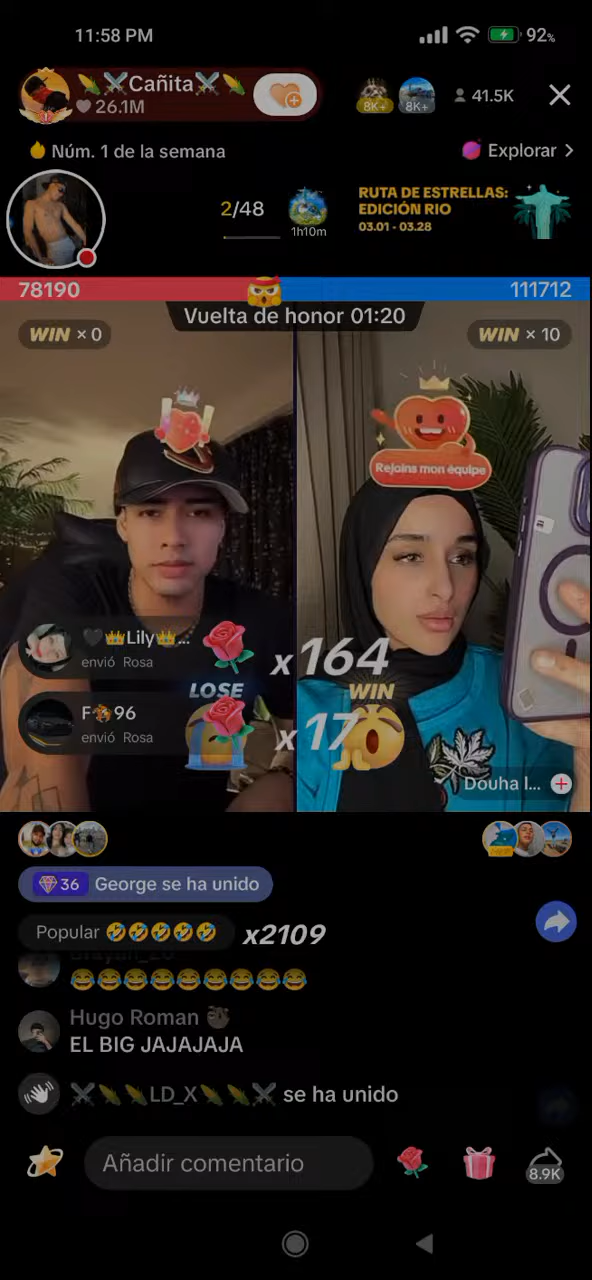 11:58 PM
92%
🌽⚔️Cañita⚔️🌽
26.1M
8K+
8K+
41.5K
Núm. 1 de la semana
Explorar
2/48
1h10m
RUTA DE ESTRELLAS:
EDICIÓN RIO
03.01 - 03.28
78190
111712
Vuelta de honor 01:20
WIN × 0
WIN × 10
Rejoins mon équipe
🖤👑Lily👑...
envió Rosa
x164
LOSE
WIN
F🐅96
envió Rosa
x17
Douha l...
36 George se ha unido
Popular 🤣🤣🤣🤣🤣 x2109
😂😂😂😂😂😂😂😂😂
Hugo Roman 🦥
EL BIG JAJAJAJA
⚔️🌽🌽LD_X🌽🌽⚔️ se ha unido
Añadir comentario
8.9K